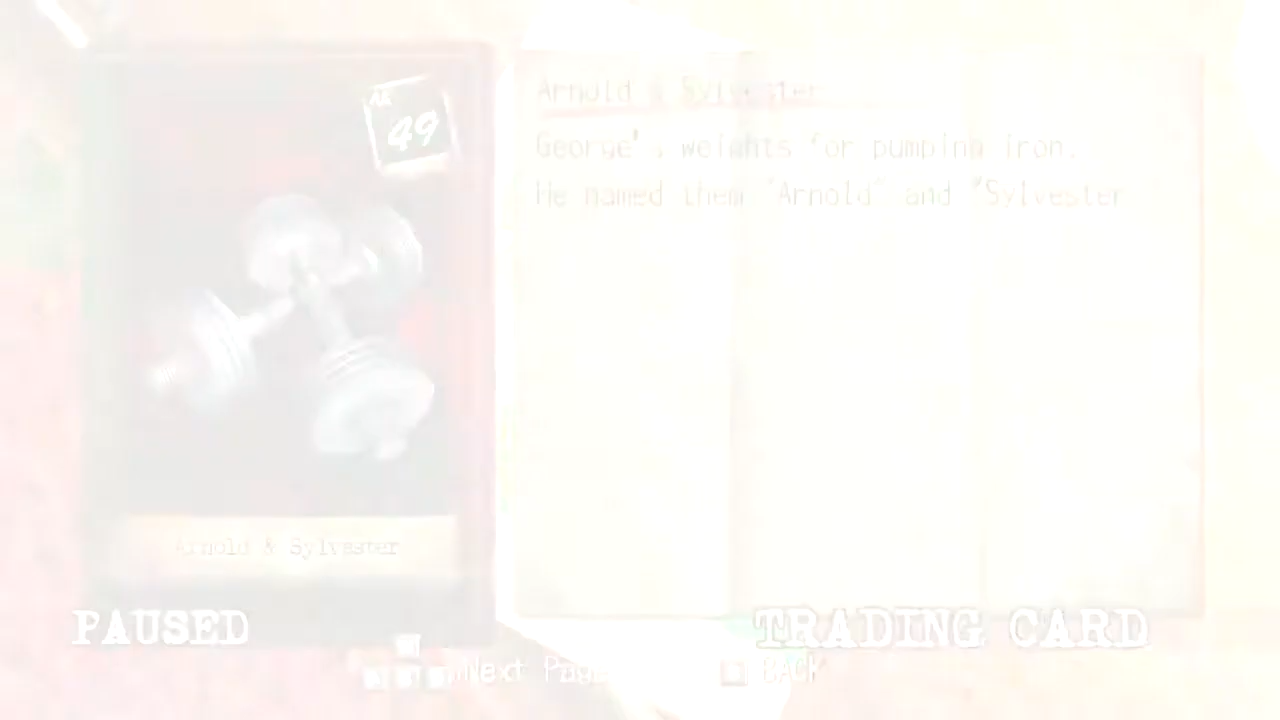 No. 49
Arnold & Sylvester
George's weights for pumping iron.
He named them "Arnold" and "Sylvester
Arnold & Sylvester
PAUSED
TRADING CARD
Next Page
BACK